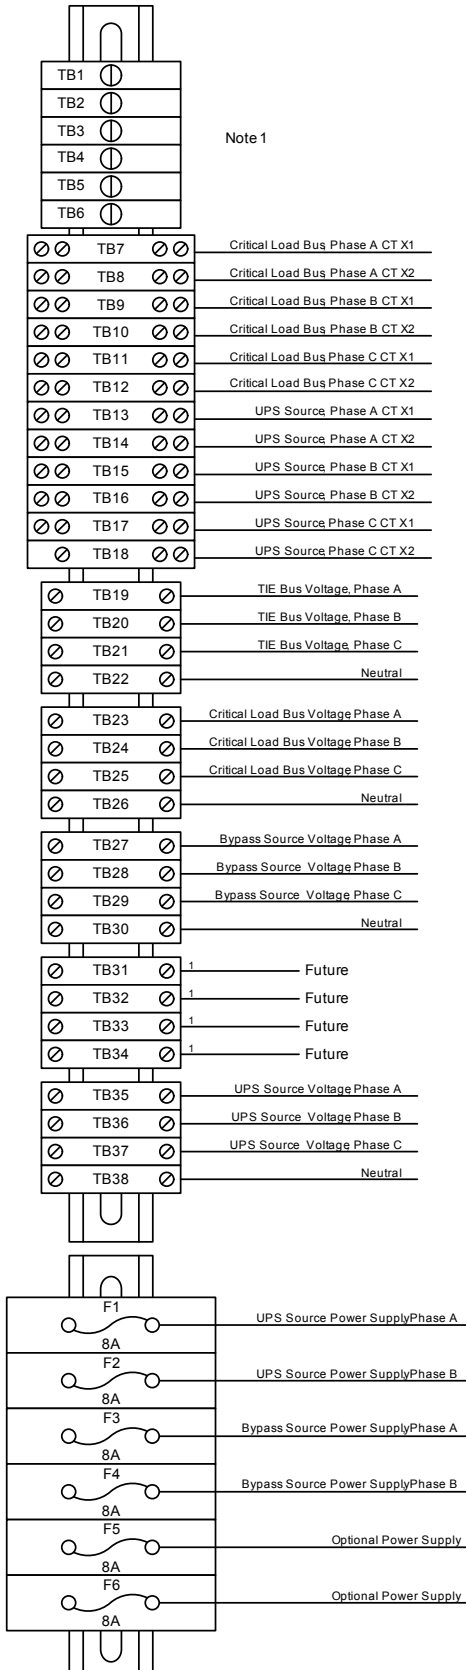 TB1
TB2
TB3
TB4
TB5
TB6
Note 1
TB7 Critical Load Bus, Phase A CT X1
TB8 Critical Load Bus, Phase A CT X2
TB9 Critical Load Bus, Phase B CT X1
TB10 Critical Load Bus, Phase B CT X2
TB11 Critical Load Bus, Phase C CT X1
TB12 Critical Load Bus, Phase C CT X2
TB13 UPS Source, Phase A CT X1
TB14 UPS Source, Phase A CT X2
TB15 UPS Source, Phase B CT X1
TB16 UPS Source, Phase B CT X2
TB17 UPS Source, Phase C CT X1
TB18 UPS Source, Phase C CT X2
TB19 TIE Bus Voltage, Phase A
TB20 TIE Bus Voltage, Phase B
TB21 TIE Bus Voltage, Phase C
TB22 Neutral
TB23 Critical Load Bus Voltage, Phase A
TB24 Critical Load Bus Voltage, Phase B
TB25 Critical Load Bus Voltage, Phase C
TB26 Neutral
TB27 Bypass Source Voltage, Phase A
TB28 Bypass Source Voltage, Phase B
TB29 Bypass Source Voltage, Phase C
TB30 Neutral
TB31 1 Future
TB32 1 Future
TB33 1 Future
TB34 1 Future
TB35 UPS Source Voltage, Phase A
TB36 UPS Source Voltage, Phase B
TB37 UPS Source Voltage, Phase C
TB38 Neutral
F1
UPS Source Power Supply, Phase A
8A
F2
UPS Source Power Supply, Phase B
8A
F3
Bypass Source Power Supply, Phase A
8A
F4
Bypass Source Power Supply, Phase B
8A
F5
Optional Power Supply
8A
F6
Optional Power Supply
8A